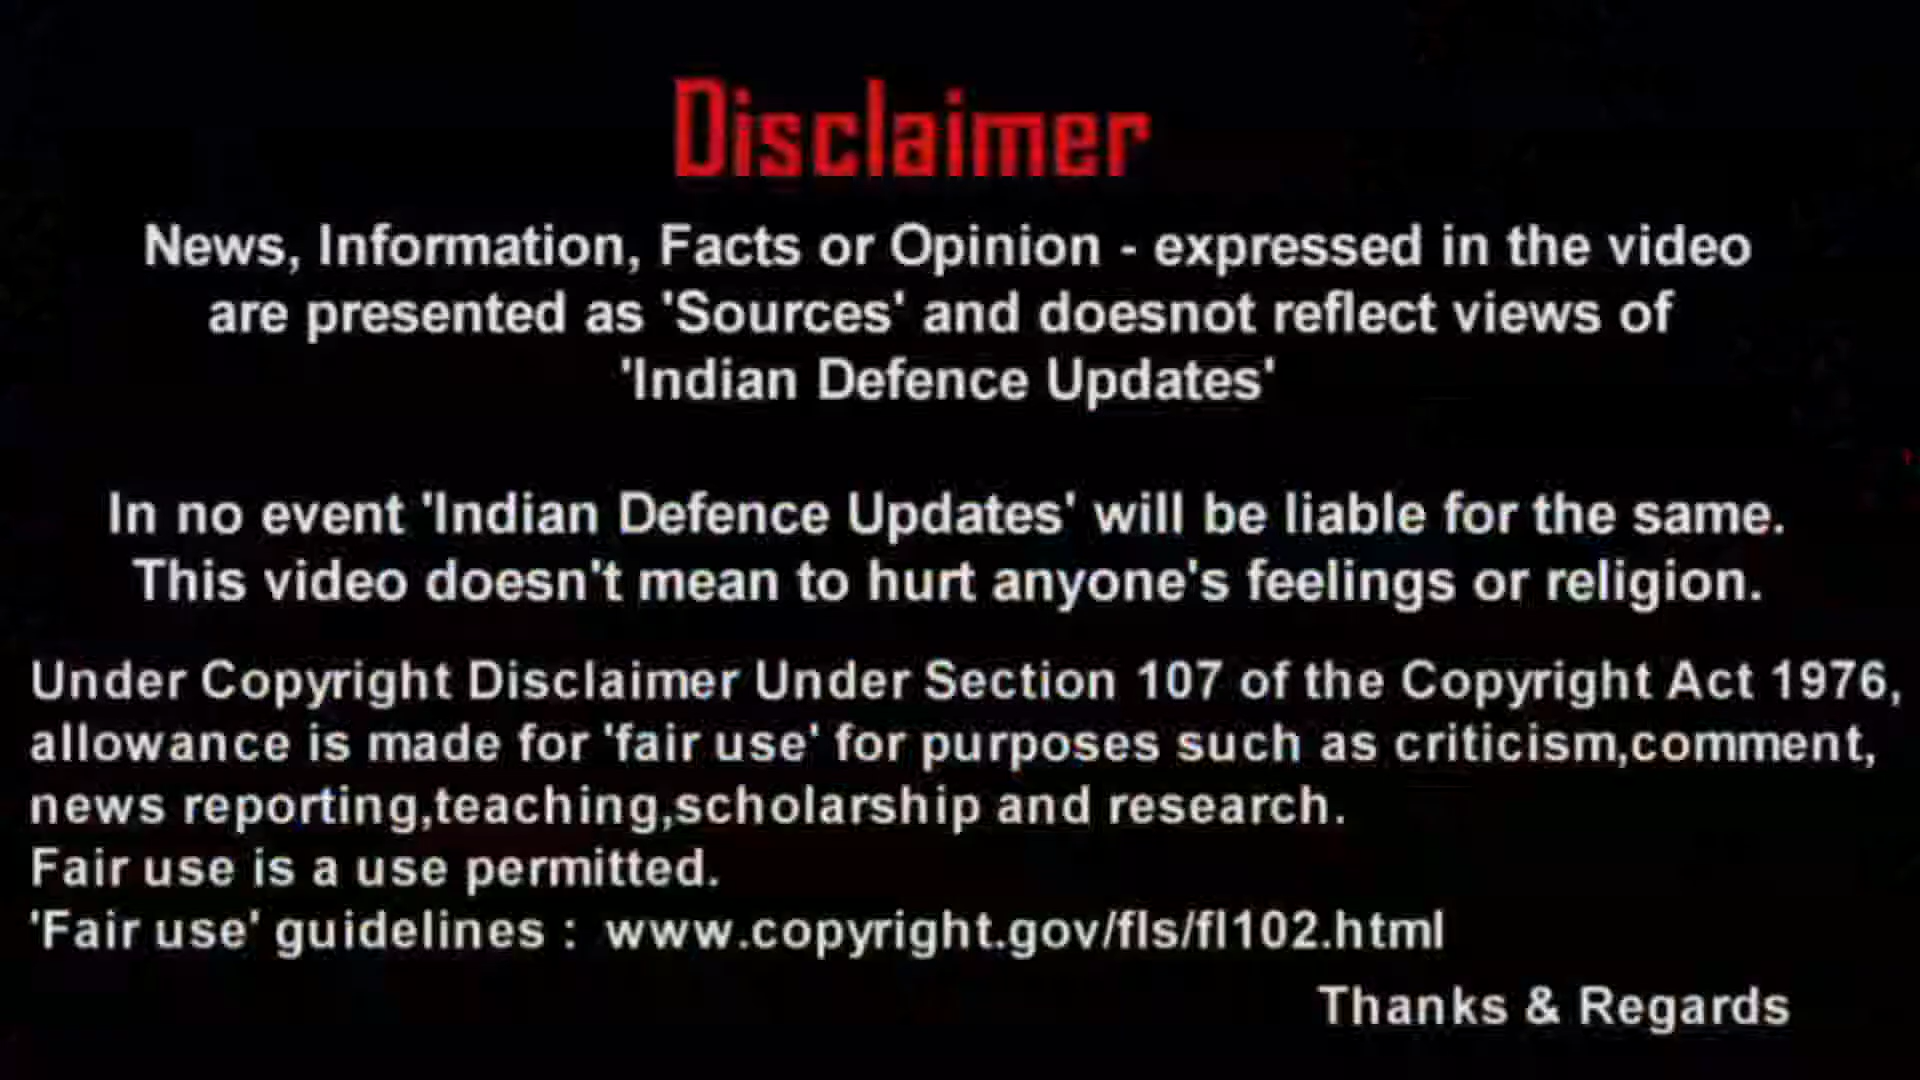 Disclaimer
News, Information, Facts or Opinion - expressed in the video
are presented as 'Sources' and doesnot reflect views of
'Indian Defence Updates'
In no event 'Indian Defence Updates' will be liable for the same.
This video doesn't mean to hurt anyone's feelings or religion.
Under Copyright Disclaimer Under Section 107 of the Copyright Act 1976,
allowance is made for 'fair use' for purposes such as criticism,comment,
news reporting,teaching,scholarship and research.
Fair use is a use permitted.
'Fair use' guidelines : www.copyright.gov/fls/fl102.html
Thanks & Regards